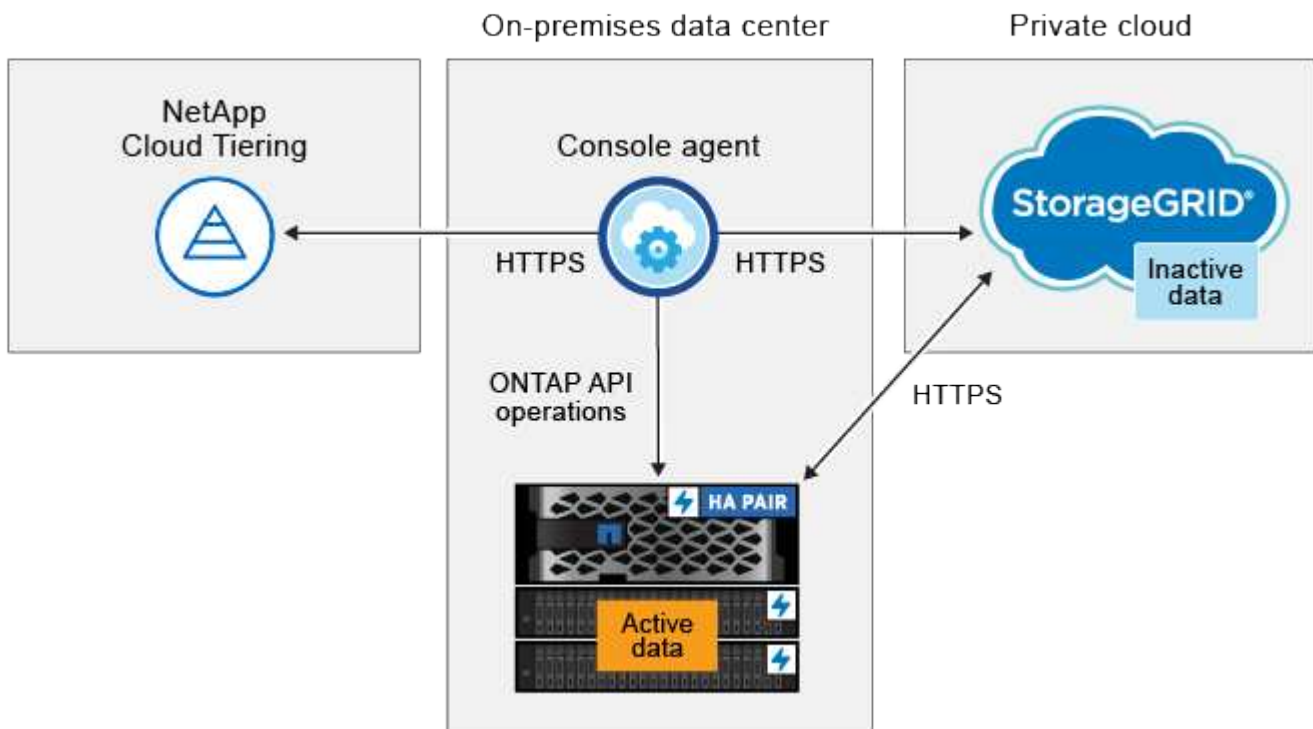 On-premises data center
Private cloud
NetApp
Cloud Tiering
Console agent
HTTPS
HTTPS
StorageGRID®
Inactive
data
ONTAP API
operations
HTTPS
HA PAIR
Active
data